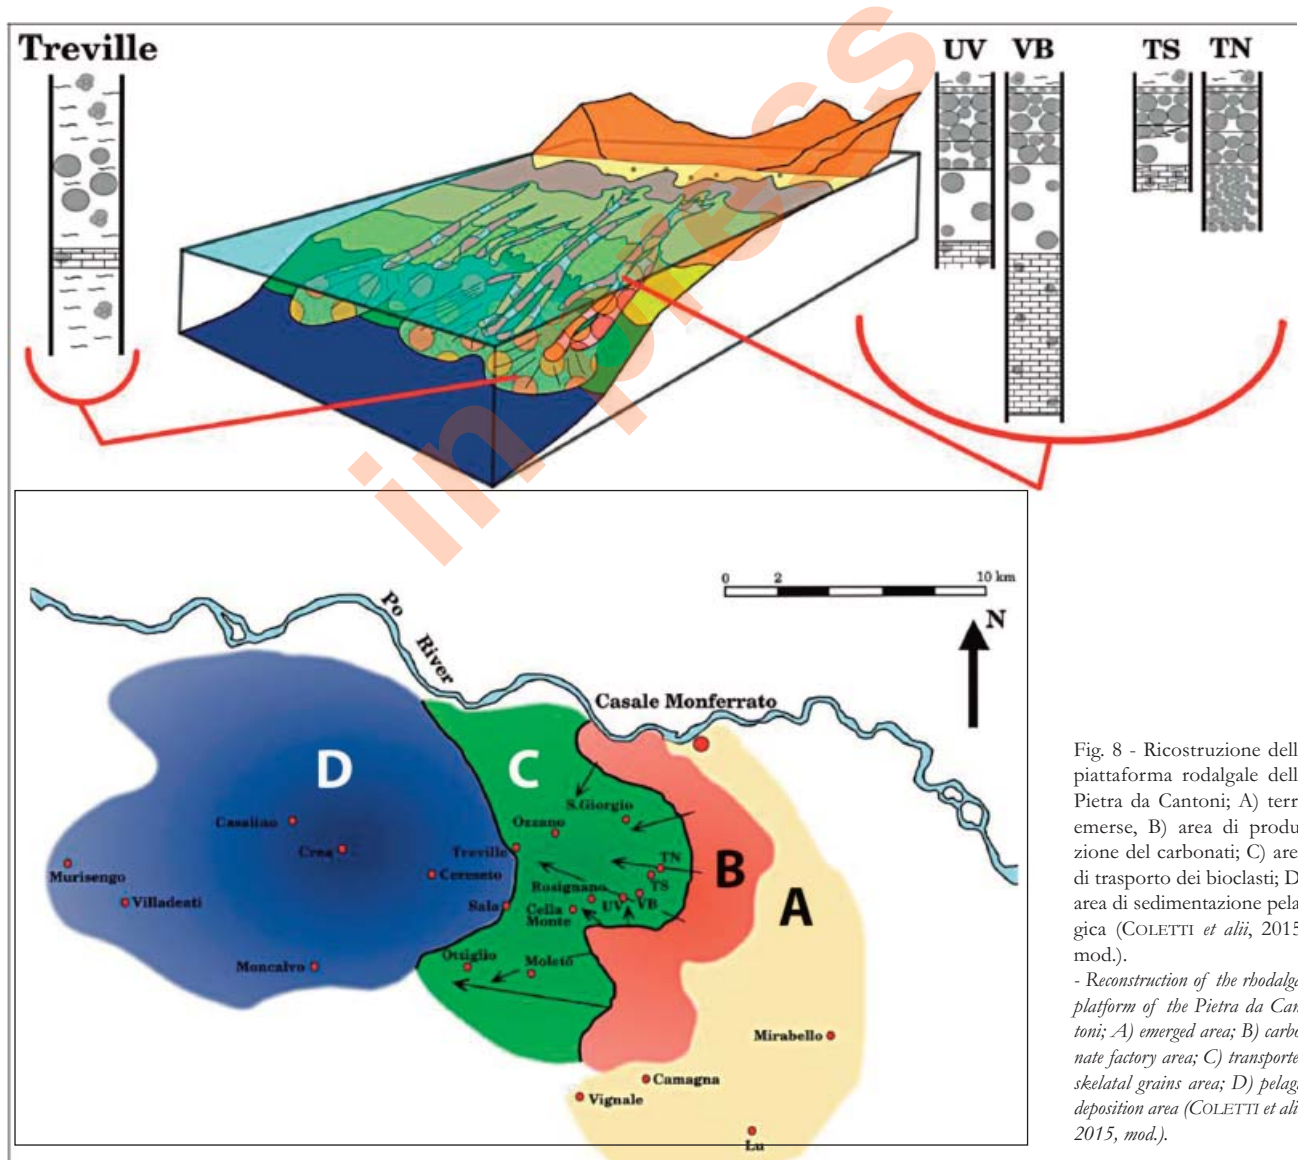 Treville
UV VB TS TN
in press
0 2 10 km
N
Po
River
Casale Monferrato
D
C
B
A
S.Giorgio
Ozzano
Casalino
Crea
Treville
TN
TS
Murisengo
Villadeati
Cereseto
Rosignano
UV
VB
Sala
Cella
Monte
Moncalvo
Ottiglio
Moleto
Mirabello
Camagna
Vignale
Lu
Fig. 8 - Ricostruzione dell
piattaforma rodalgale dell
Pietra da Cantoni; A) terr
emerse, B) area di produ
zione del carbonati; C) are
di trasporto dei bioclasti; D
area di sedimentazione pela
gica (COLETTI et alii, 2015
mod.).
- Reconstruction of the rhodalg
platform of the Pietra da Can
toni; A) emerged area; B) carbo
nate factory area; C) transporte
skelatal grains area; D) pelag
deposition area (COLETTI et ali
2015, mod.).